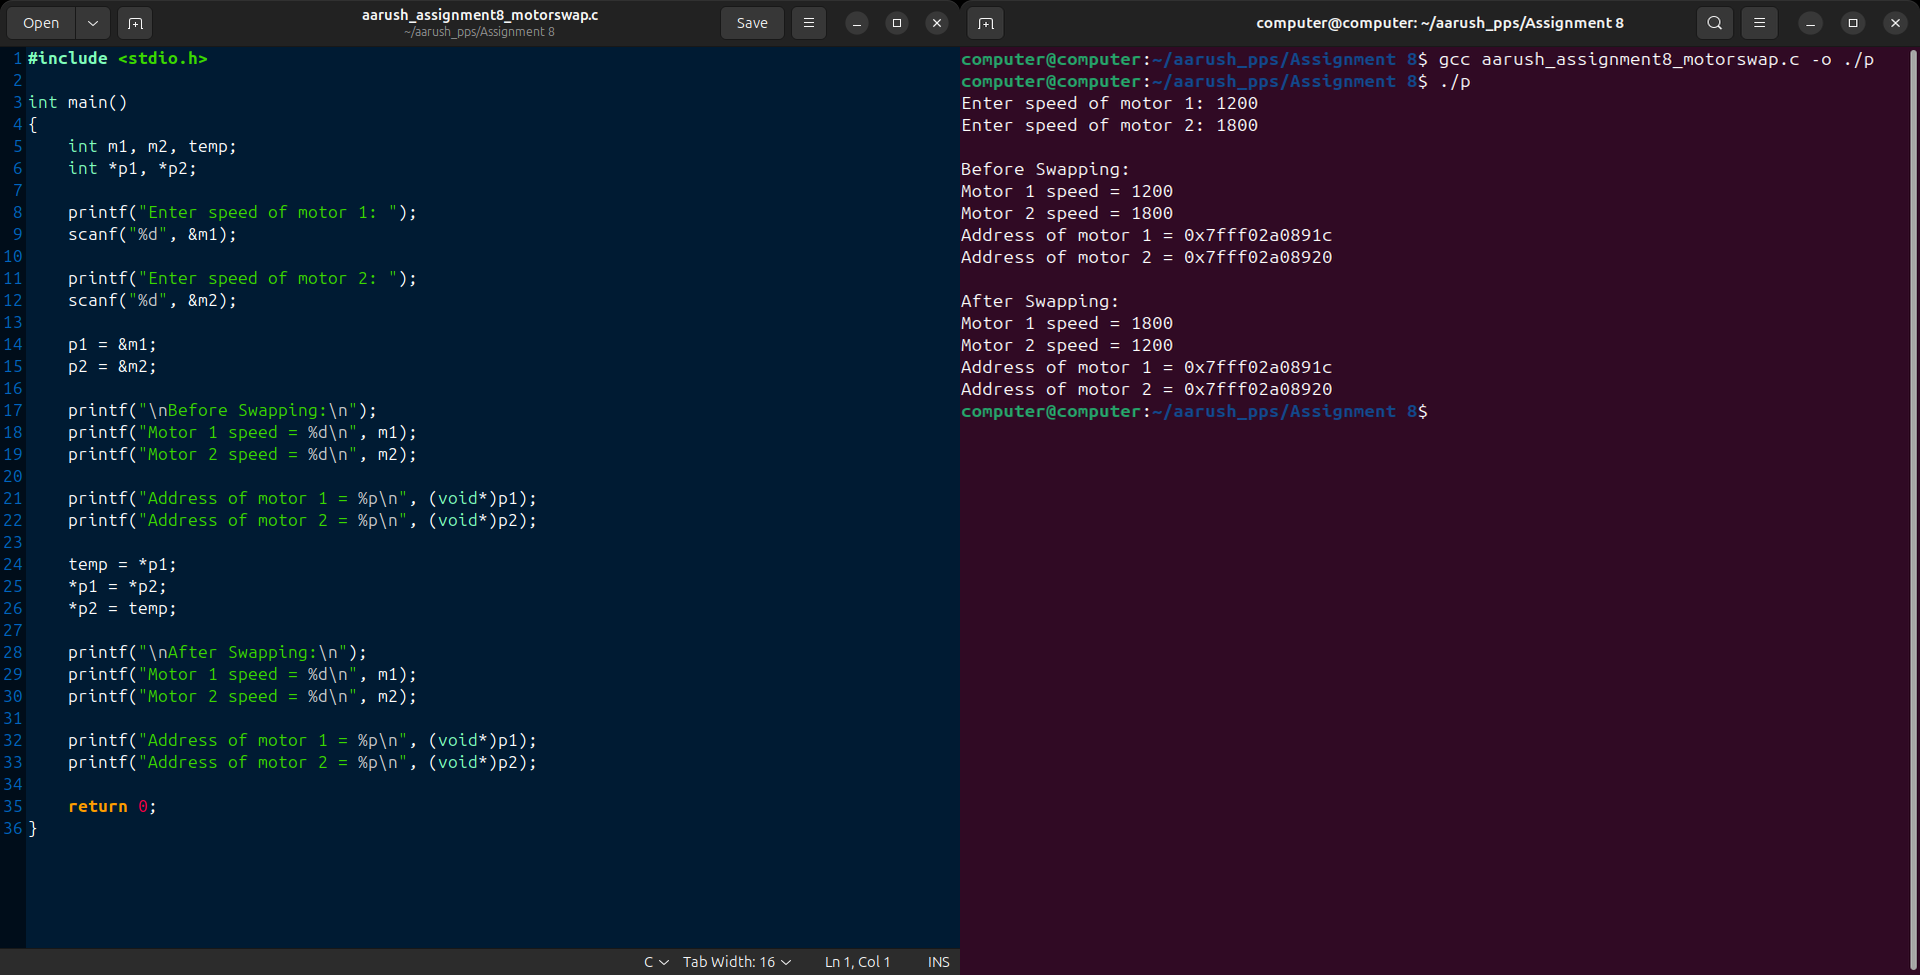 Open
aarush_assignment8_motorswap.c
~/aarush_pps/Assignment 8
Save
1 #include <stdio.h>
2
3 int main()
4 {
5     int m1, m2, temp;
6     int *p1, *p2;
7
8     printf("Enter speed of motor 1: ");
9     scanf("%d", &m1);
10
11     printf("Enter speed of motor 2: ");
12     scanf("%d", &m2);
13
14     p1 = &m1;
15     p2 = &m2;
16
17     printf("\nBefore Swapping:\n");
18     printf("Motor 1 speed = %d\n", m1);
19     printf("Motor 2 speed = %d\n", m2);
20
21     printf("Address of motor 1 = %p\n", (void*)p1);
22     printf("Address of motor 2 = %p\n", (void*)p2);
23
24     temp = *p1;
25     *p1 = *p2;
26     *p2 = temp;
27
28     printf("\nAfter Swapping:\n");
29     printf("Motor 1 speed = %d\n", m1);
30     printf("Motor 2 speed = %d\n", m2);
31
32     printf("Address of motor 1 = %p\n", (void*)p1);
33     printf("Address of motor 2 = %p\n", (void*)p2);
34
35     return 0;
36 }
C Tab Width: 16 Ln 1, Col 1 INS
computer@computer: ~/aarush_pps/Assignment 8
computer@computer:~/aarush_pps/Assignment 8$ gcc aarush_assignment8_motorswap.c -o ./p
computer@computer:~/aarush_pps/Assignment 8$ ./p
Enter speed of motor 1: 1200
Enter speed of motor 2: 1800

Before Swapping:
Motor 1 speed = 1200
Motor 2 speed = 1800
Address of motor 1 = 0x7fff02a0891c
Address of motor 2 = 0x7fff02a08920

After Swapping:
Motor 1 speed = 1800
Motor 2 speed = 1200
Address of motor 1 = 0x7fff02a0891c
Address of motor 2 = 0x7fff02a08920
computer@computer:~/aarush_pps/Assignment 8$